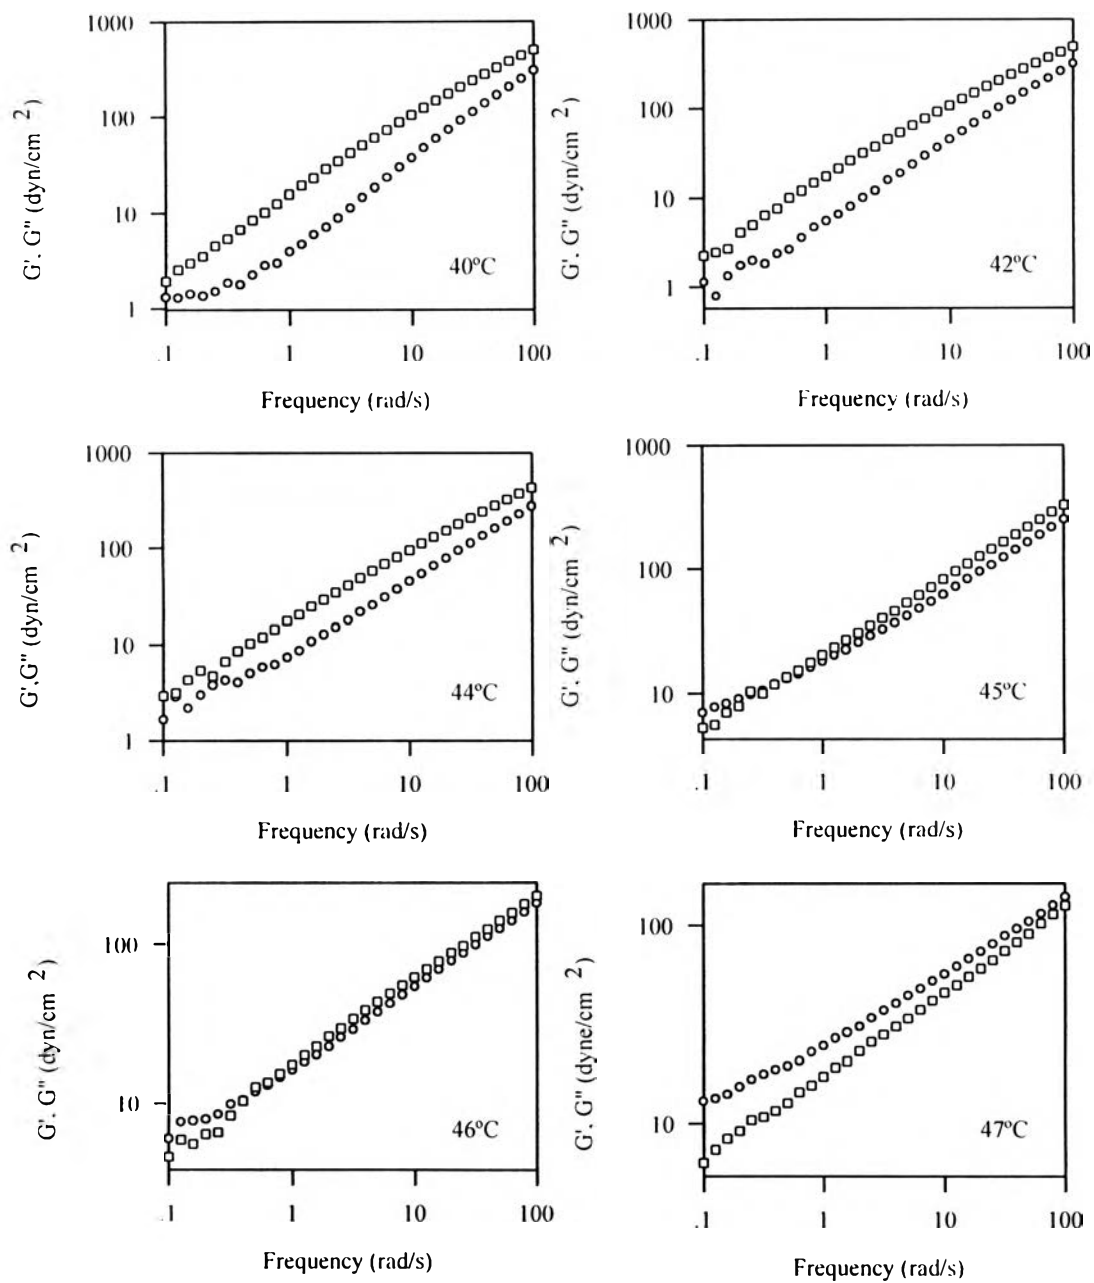 1000
100
10
1
G'. G" (dyn/cm 2)
40ºC
.1 1 10 100
Frequency (rad/s)
1000
100
10
1
G'. G" (dyn/cm 2)
42ºC
.1 1 10 100
Frequency (rad/s)
1000
100
10
1
G'.G" (dyn/cm 2)
44ºC
.1 1 10 100
Frequency (rad/s)
1000
100
10
G'. G" (dyn/cm 2)
45ºC
.1 1 10 100
Frequency (rad/s)
100
10
G'. G" (dyn/cm 2)
46ºC
.1 1 10 100
Frequency (rad/s)
100
10
G'. G" (dyne/cm 2)
47ºC
.1 1 10 100
Frequency (rad/s)